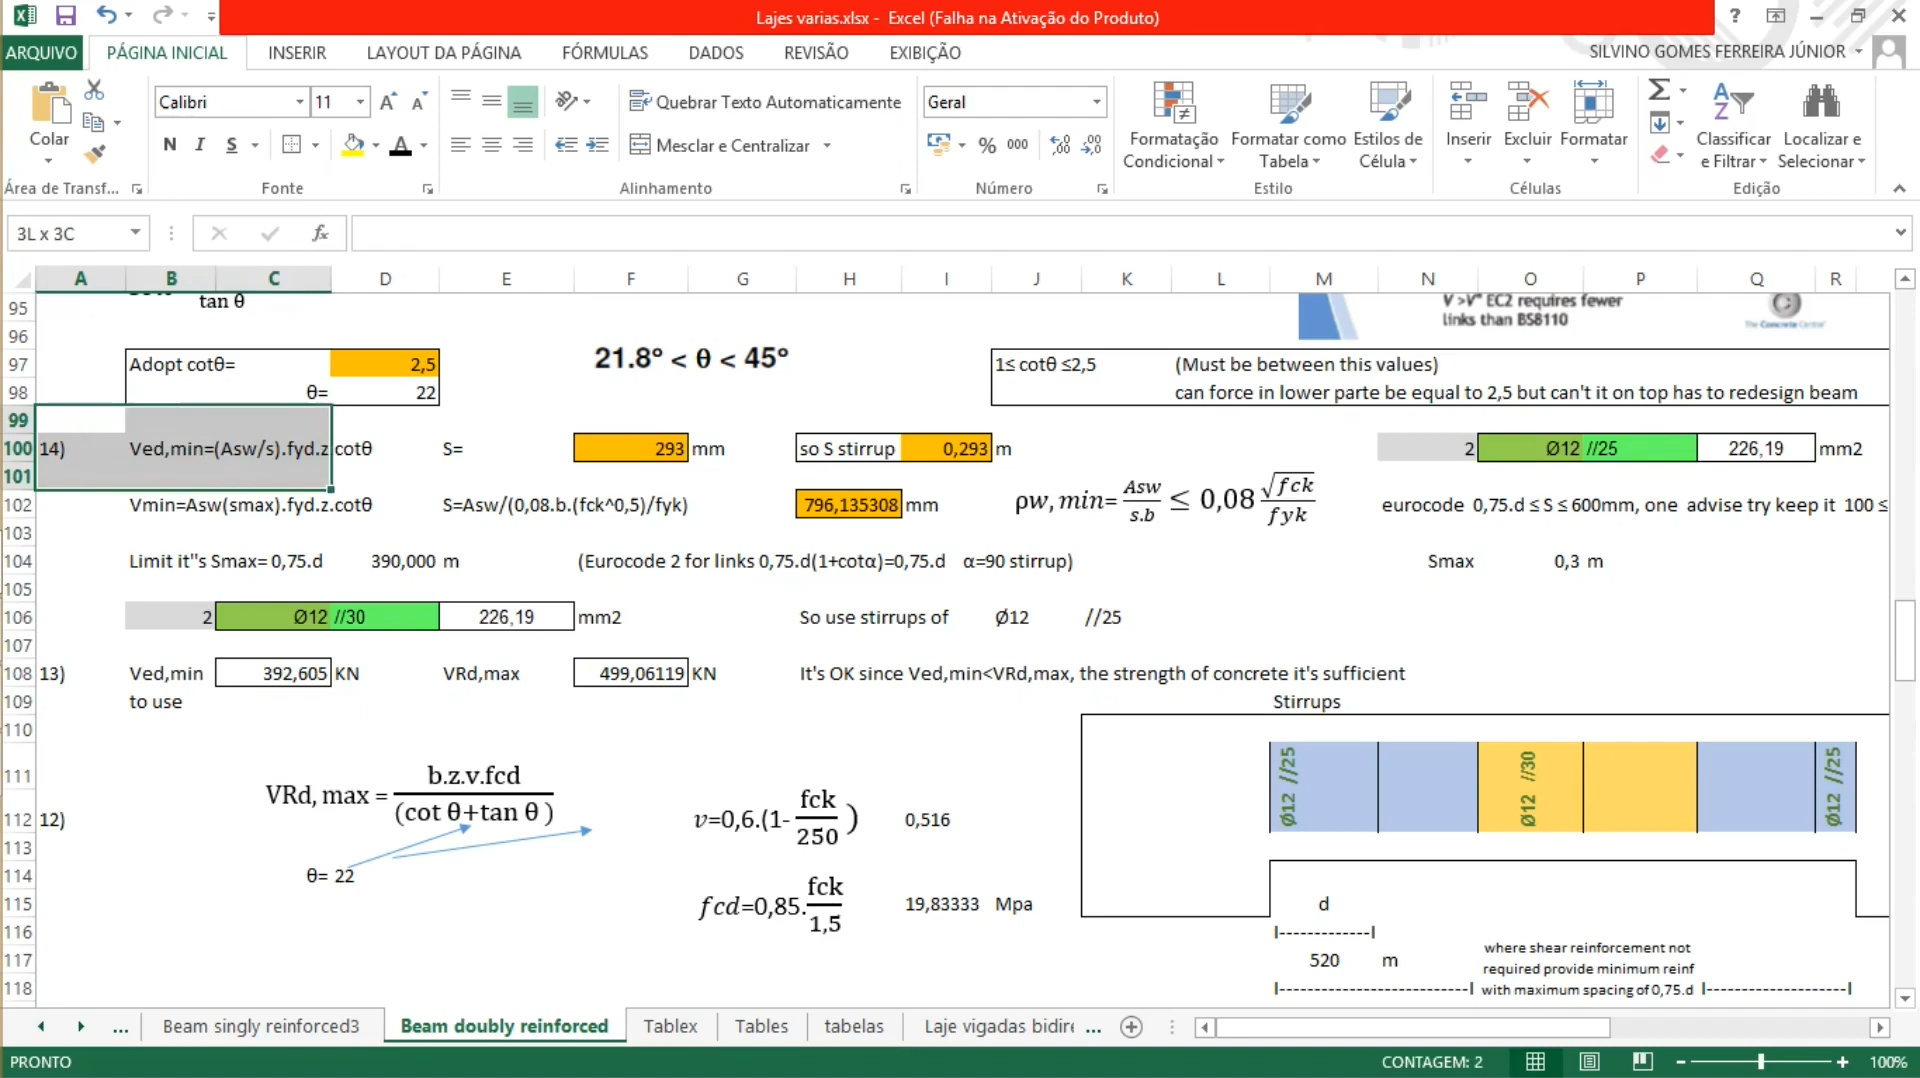 Lajes varias.xlsx -  Excel (Falha na Ativação do Produto)
ARQUIVO PÁGINA INICIAL INSERIR LAYOUT DA PÁGINA FÓRMULAS DADOS REVISÃO EXIBIÇÃO SILVINO GOMES FERREIRA JÚNIOR
Colar
Área de Transf...
Calibri 11
N I S
Fonte
Quebrar Texto Automaticamente
Mesclar e Centralizar
Alinhamento
Geral
% 000
Número
Formatação Condicional
Formatar como Tabela
Estilos de Célula
Estilo
Inserir Excluir Formatar
Células
Classificar e Filtrar
Localizar e Selecionar
Edição
3L x 3C
fx
A B C D E F G H I J K L M N O P Q R
95 tan θ V >V" EC2 requires fewer
links than BS8110
96
97 Adopt cotθ= 2,5 21.8º < θ < 45º 1≤ cotθ ≤2,5 (Must be between this values)
98 θ= 22 can force in lower parte be equal to 2,5 but can't it on top has to redesign beam
99
100 14) Ved,min=(Asw/s).fyd.z.cotθ S= 293 mm so S stirrup 0,293 m 2 Ø12 //25 226,19 mm2
101
102 Vmin=Asw(smax).fyd.z.cotθ S=Asw/(0,08.b.(fck^0,5)/fyk) 796,135308 mm ρw, min= Asw/s.b ≤ 0,08 √fck/fyk eurocode 0,75.d ≤ S ≤ 600mm, one advise try keep it 100 ≤
103
104 Limit it"s Smax= 0,75.d 390,000 m (Eurocode 2 for links 0,75.d(1+cotα)=0,75.d α=90 stirrup) Smax 0,3 m
105
106 2 Ø12 //30 226,19 mm2 So use stirrups of Ø12 //25
107
108 13) Ved,min 392,605 KN VRd,max 499,06119 KN It's OK since Ved,min<VRd,max, the strength of concrete it's sufficient
109 to use Stirrups
110
111 VRd, max = b.z.v.fcd/(cot θ+tan θ ) Ø12 //25 Ø12 //30 Ø12 //25
112 12) v=0,6.(1- fck/250 ) 0,516
113
114 θ= 22
115 fcd=0,85. fck/1,5 19,83333 Mpa d
116 I-------------I
117 520 m where shear reinforcement not
required provide minimum reinf
118 I---------------------------I with maximum spacing of 0,75.d I--------------------I
... Beam singly reinforced3 Beam doubly reinforced Tablex Tables tabelas Laje vigadas bidire ...
PRONTO CONTAGEM: 2 100%